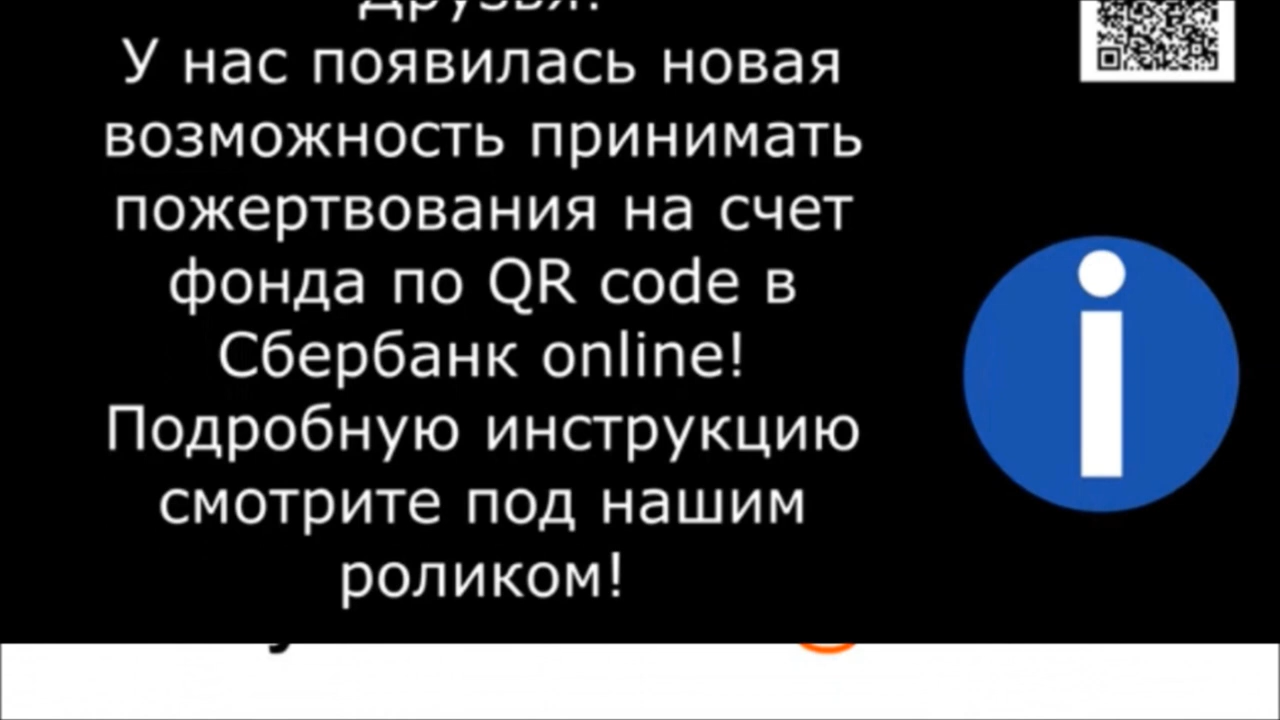 Друзья!
У нас появилась новая
возможность принимать
пожертвования на счет
фонда по QR code в
Сбербанк online!
Подробную инструкцию
смотрите под нашим
роликом!